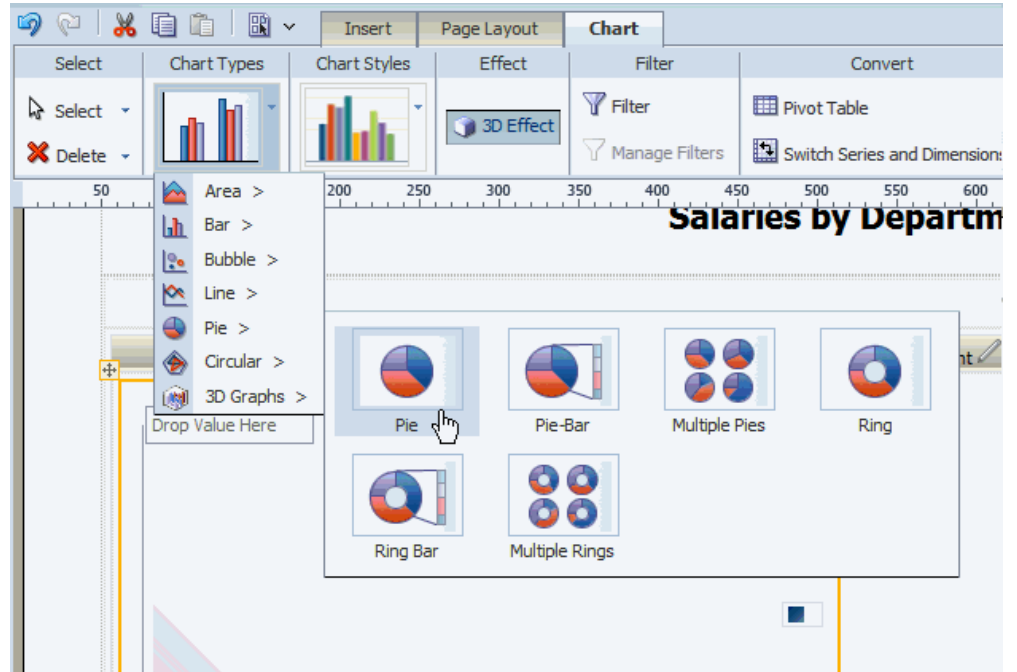 Insert Page Layout Chart
Select Chart Types Chart Styles Effect Filter Convert
Select
Delete
3D Effect
Filter
Manage Filters
Pivot Table
Switch Series and Dimension
50 200 250 300 350 400 450 500 550 600
Salaries by Departm
Area >
Bar >
Bubble >
Line >
Pie >
Circular >
3D Graphs >
nt
Drop Value Here
Pie Pie-Bar Multiple Pies Ring
Ring Bar Multiple Rings